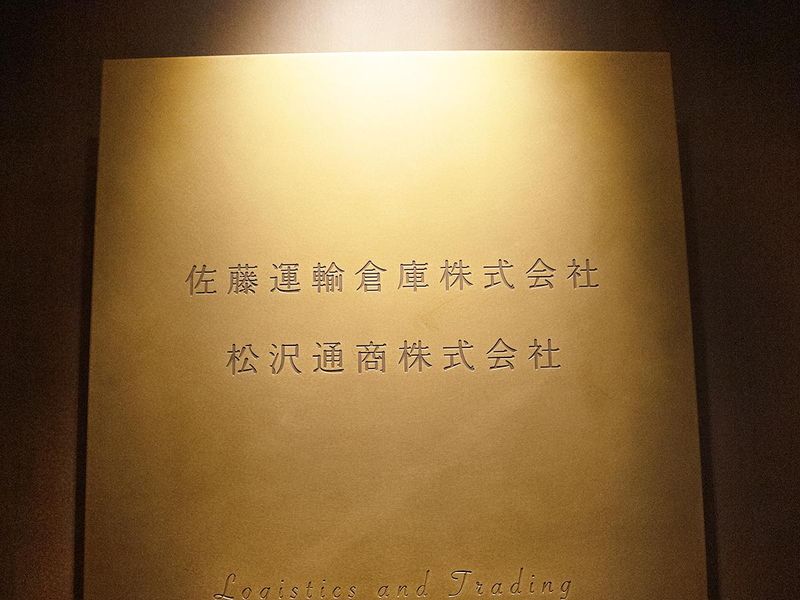 佐藤運輸倉庫株式会社
松沢通商株式会社
Logistics and Trading